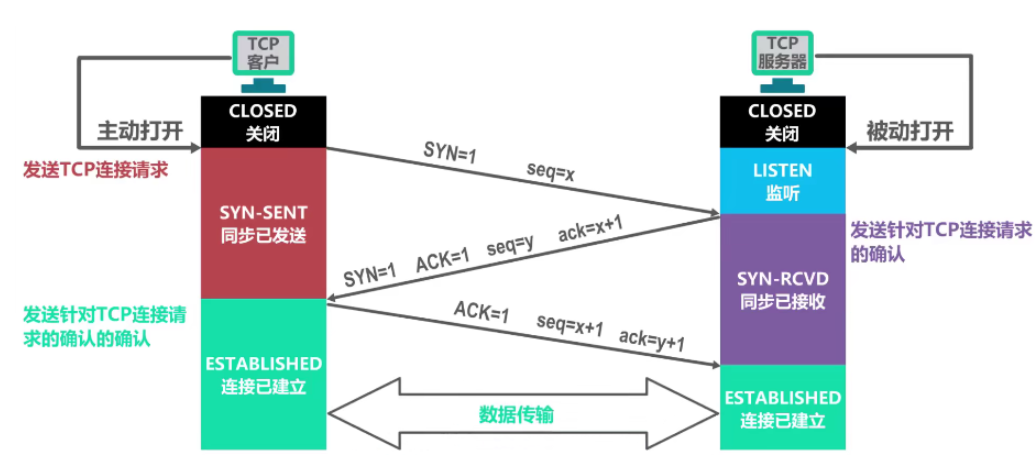 TCP
客户
TCP
服务器
CLOSED
关闭
CLOSED
关闭
主动打开
被动打开
发送TCP连接请求
SYN=1 seq=x
LISTEN
监听
SYN-SENT
同步已发送
SYN=1 ACK=1 seq=y ack=x+1
发送针对TCP连接请求
的确认
SYN-RCVD
同步已接收
发送针对TCP连接请
求的确认的确认
ACK=1 seq=x+1 ack=y+1
ESTABLISHED
连接已建立
数据传输
ESTABLISHED
连接已建立